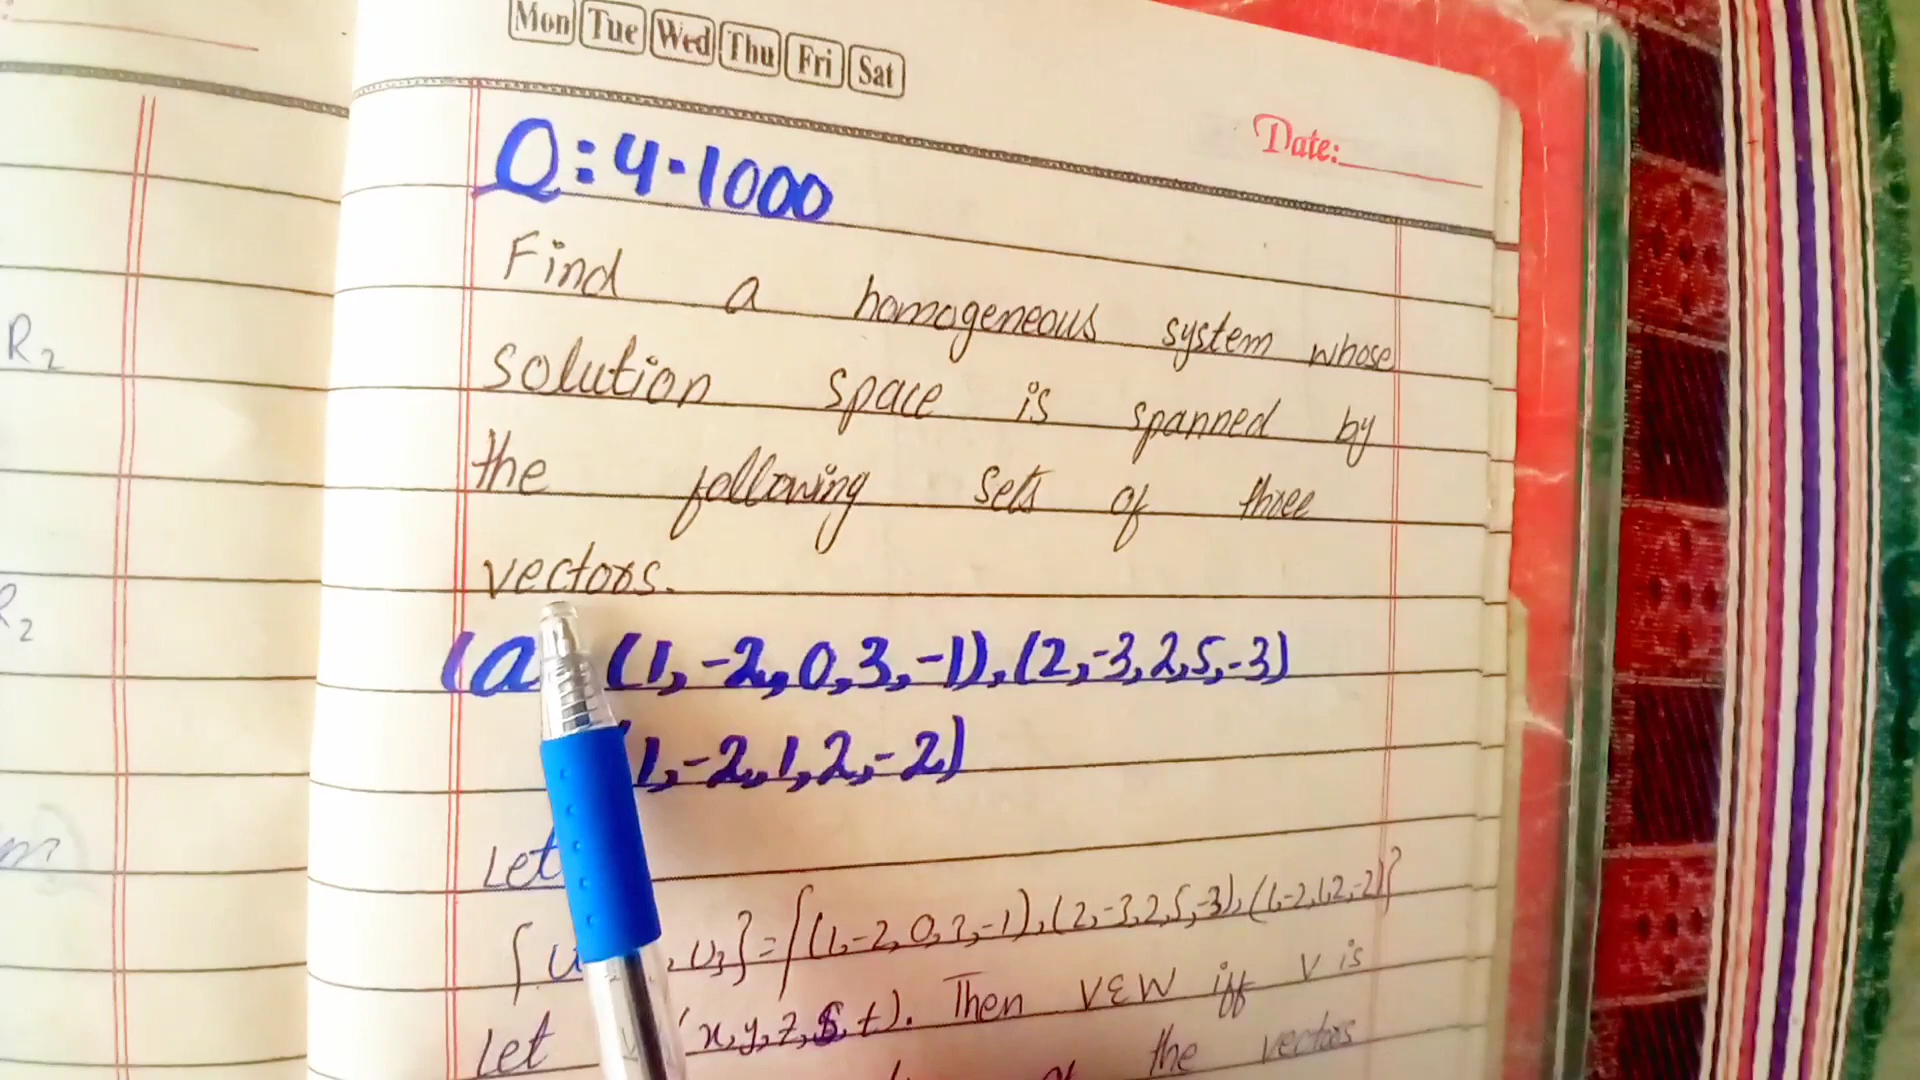 Mon Tue Wed Thu Fri Sat
Date:
Q:4.1000
Find a homogeneous system whose
solution space is spanned by
the following sets of three
vectors.
(a (1,-2,0,3,-1),(2,-3,2,5,-3)
1,-2,1,2,-2)
Let
{u , u3}={(1,-2,0,3,-1),(2,-3,2,5,-3),(1,-2,1,2,-2)}
Let (x,y,z,s,t). Then VEW iff V is
of the vectors
R2
R2